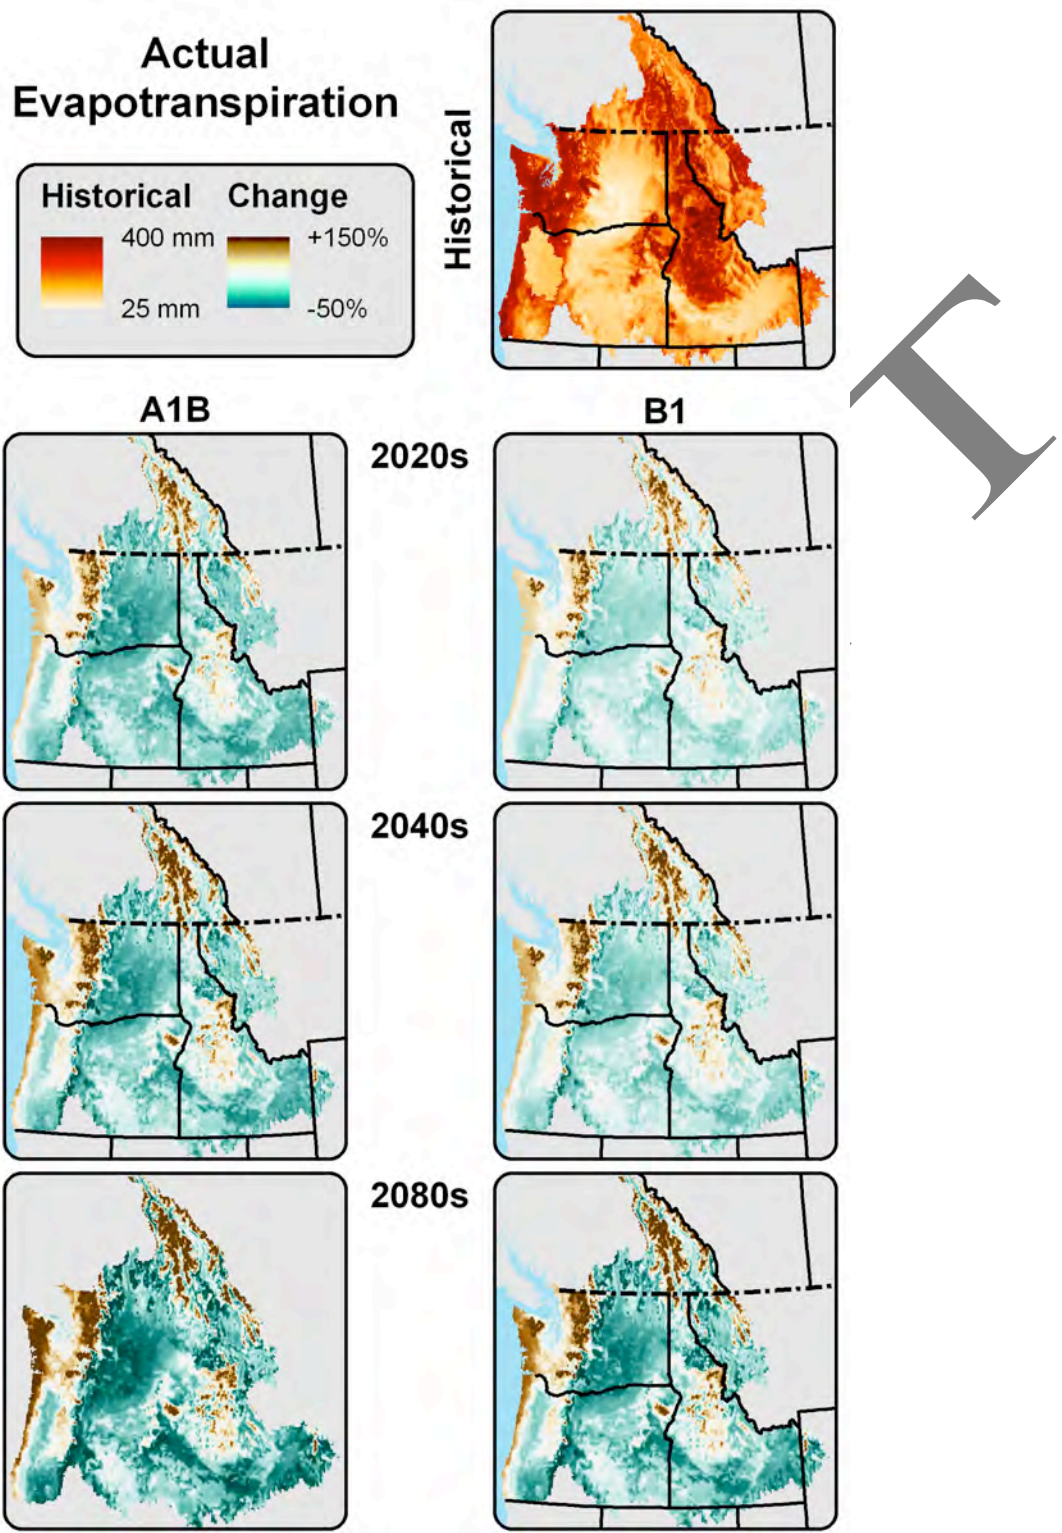 Actual
Evapotranspiration
Historical
Historical Change
400 mm +150%
25 mm -50%
A1B B1
2020s
2040s
2080s
T